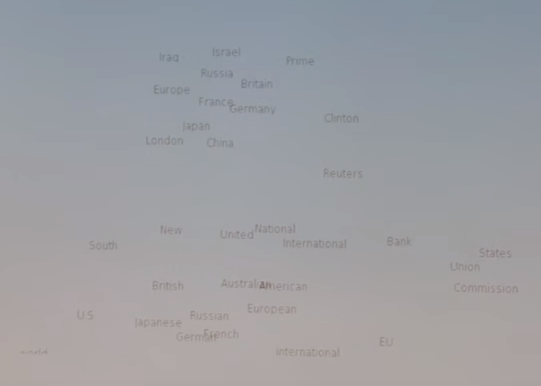 Israel
Iraq
Prime
Russia
Britain
Europe
France
Germany
Clinton
Japan
London
China
Reuters
New
National
United
International
Bank
South
States
Union
British
Australian
American
Commission
European
U.S
Russian
Japanese
French
German
EU
international
world